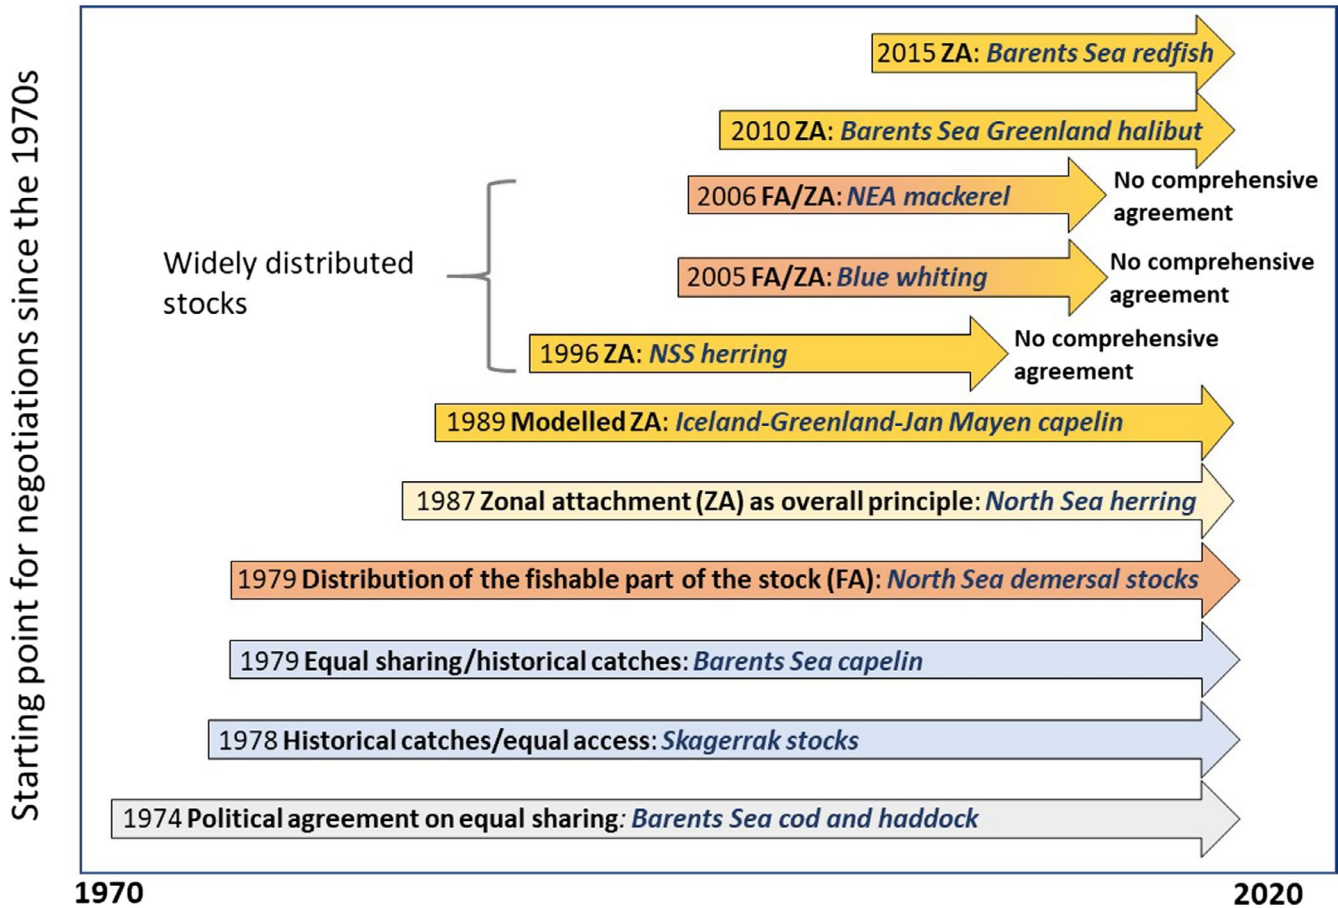 Starting point for negotiations since the 1970s
2015 ZA: Barents Sea redfish
2010 ZA: Barents Sea Greenland halibut
2006 FA/ZA: NEA mackerel
No comprehensive
agreement
Widely distributed
stocks
2005 FA/ZA: Blue whiting
No comprehensive
agreement
1996 ZA: NSS herring
No comprehensive
agreement
1989 Modelled ZA: Iceland-Greenland-Jan Mayen capelin
1987 Zonal attachment (ZA) as overall principle: North Sea herring
1979 Distribution of the fishable part of the stock (FA): North Sea demersal stocks
1979 Equal sharing/historical catches: Barents Sea capelin
1978 Historical catches/equal access: Skagerrak stocks
1974 Political agreement on equal sharing: Barents Sea cod and haddock
1970
2020